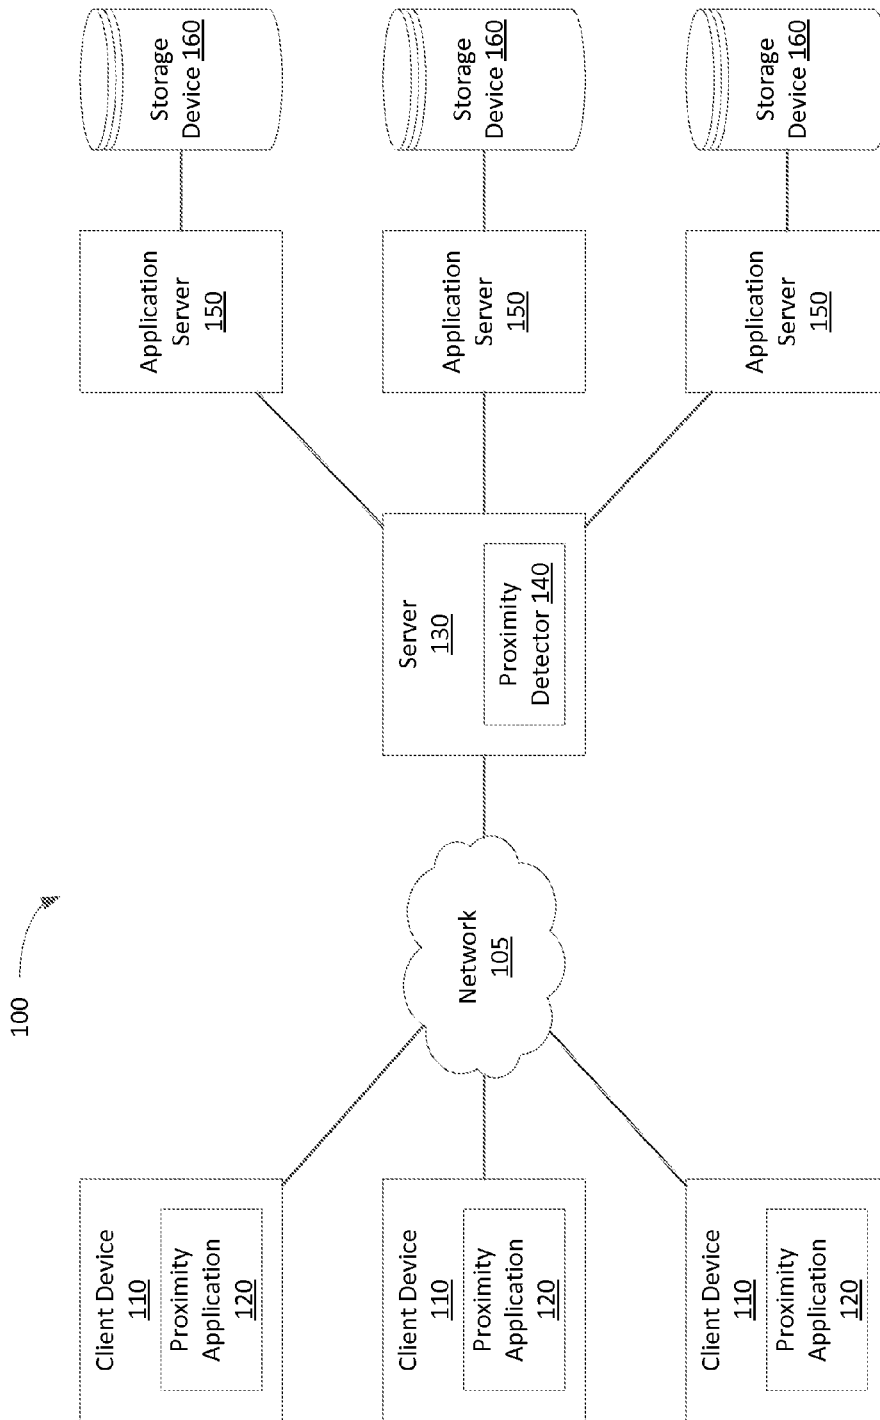 100
Client Device
110
Proximity
Application
120
Client Device
110
Proximity
Application
120
Client Device
110
Proximity
Application
120
Network
105
Server
130
Proximity
Detector 140
Application
Server
150
Application
Server
150
Application
Server
150
Storage
Device 160
Storage
Device 160
Storage
Device 160